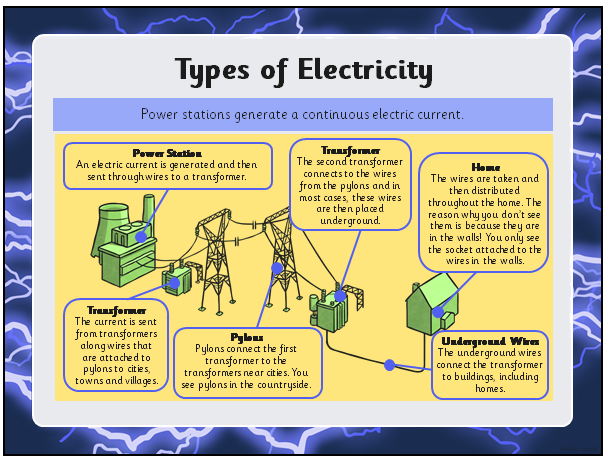 Types of Electricity
Power stations generate a continuous electric current.
Power Station
An electric current is generated and then
sent through wires to a transformer.
Transformer
The second transformer
connects to the wires
from the pylons and in
most cases, these wires
are then placed
underground.
Home
The wires are taken and
then distributed
throughout the home. The
reason why you don't see
them is because they are
in the walls! You only see
the socket attached to the
wires in the walls.
Transformer
The current is sent
from transformers
along wires that
are attached to
pylons to cities,
towns and villages.
Pylons
Pylons connect the first
transformer to the
transformers near cities. You
see pylons in the countryside.
Underground Wires
The underground wires
connect the transformer
to buildings, including
homes.